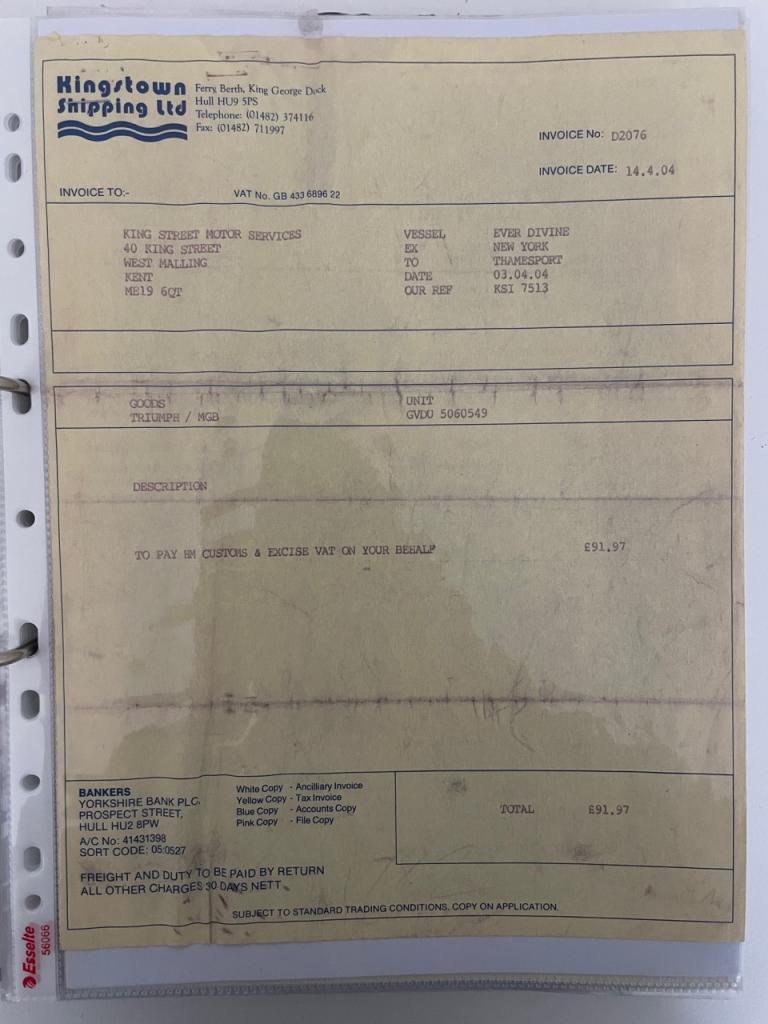 Kingstown
Shipping Ltd
Ferry Berth, King George Dock
Hull HU9 5PS
Telephone: (01482) 374116
Fax: (01482) 711997
INVOICE No: D2076
INVOICE DATE: 14.4.04
INVOICE TO:-
VAT No. GB 433 6896 22
KING STREET MOTOR SERVICES
40 KING STREET
WEST MALLING
KENT
ME19 6QT
VESSEL EVER DIVINE
EX NEW YORK
TO THAMESPORT
DATE 03.04.04
OUR REF KSI 7513
GOODS UNIT
TRIUMPH / MGB GVDU 5060549
DESCRIPTION
TO PAY HM CUSTOMS & EXCISE VAT ON YOUR BEHALF £91.97
BANKERS
YORKSHIRE BANK PLC,
PROSPECT STREET,
HULL HU2 8PW
A/C No: 41431398
SORT CODE: 05:0527
White Copy - Ancilliary Invoice
Yellow Copy - Tax Invoice
Blue Copy - Accounts Copy
Pink Copy - File Copy
TOTAL £91.97
FREIGHT AND DUTY TO BE PAID BY RETURN
ALL OTHER CHARGES 30 DAYS NETT.
SUBJECT TO STANDARD TRADING CONDITIONS, COPY ON APPLICATION.
Esselte
56066